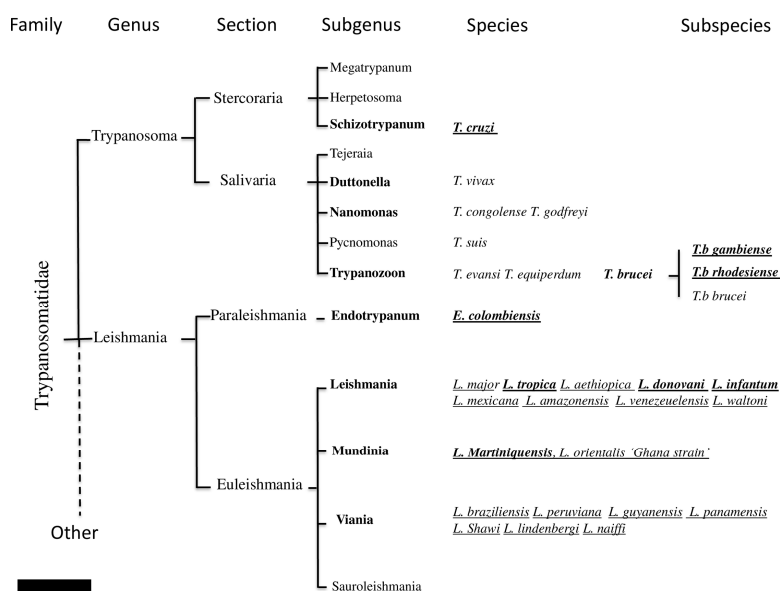 Family Genus Section Subgenus Species Subspecies
Megatrypanum
Stercoraria Herpetosoma
Schizotrypanum T. cruzi
Trypanosoma
Tejeraia
Salivaria Duttonella T. vivax
Nanomonas T. congolense T. godfreyi
Pycnomonas T. suis
T.b gambiense
Trypanozoon T. evansi T. equiperdum T. brucei T.b rhodesiense
T.b brucei
Trypanosomatidae
Paraleishmania Endotrypanum E. colombiensis
Leishmania
Leishmania L. major L. tropica L. aethiopica L. donovani L. infantum
L. mexicana L. amazonensis L. venezeuelensis L. waltoni
Mundinia L. Martiniquensis, L. orientalis ‘Ghana strain’
Euleishmania
Viania L. braziliensis L. peruviana L. guyanensis L. panamensis
L. Shawi L. lindenbergi L. naiffi
Other
Sauroleishmania